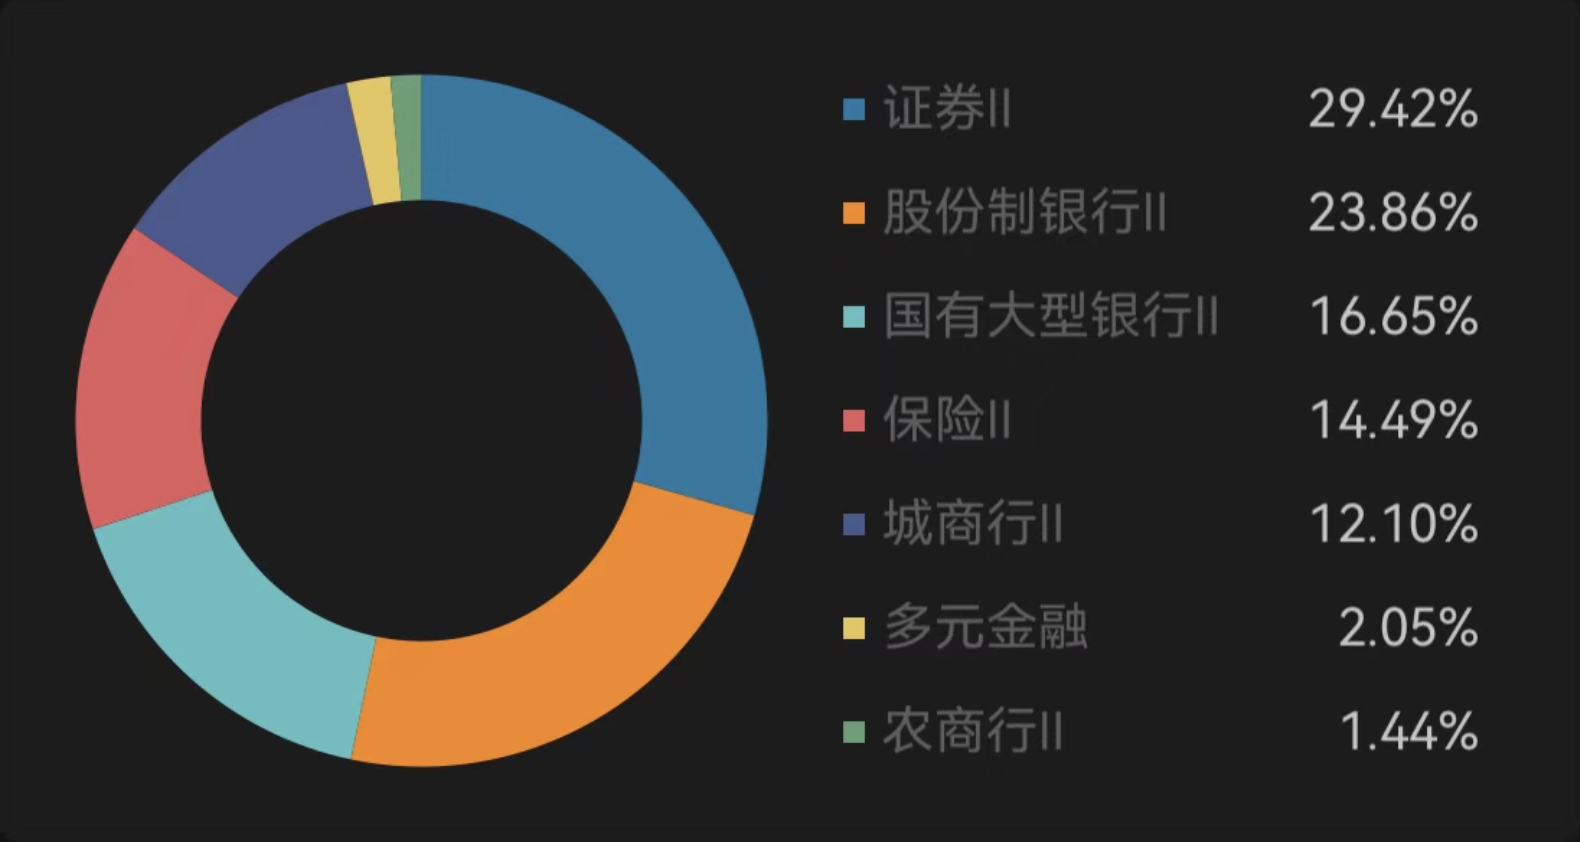 证券II 29.42%
股份制银行II 23.86%
国有大型银行II 16.65%
保险II 14.49%
城商行II 12.10%
多元金融 2.05%
农商行II 1.44%